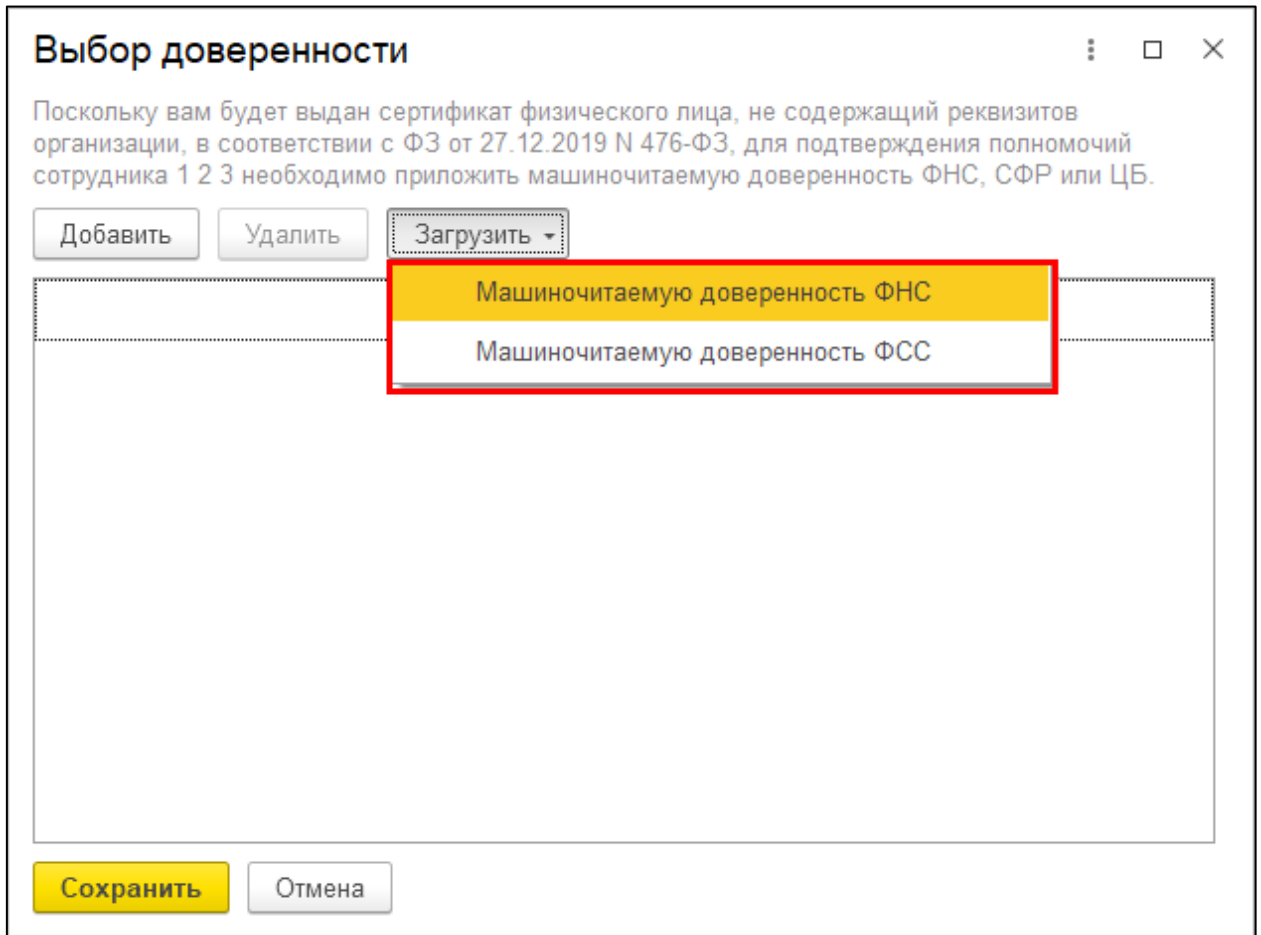 Выбор доверенности
Поскольку вам будет выдан сертификат физического лица, не содержащий реквизитов
организации, в соответствии с ФЗ от 27.12.2019 N 476-ФЗ, для подтверждения полномочий
сотрудника 1 2 3 необходимо приложить машиночитаемую доверенность ФНС, СФР или ЦБ.
Добавить Удалить Загрузить
Машиночитаемую доверенность ФНС
Машиночитаемую доверенность ФСС
Сохранить Отмена